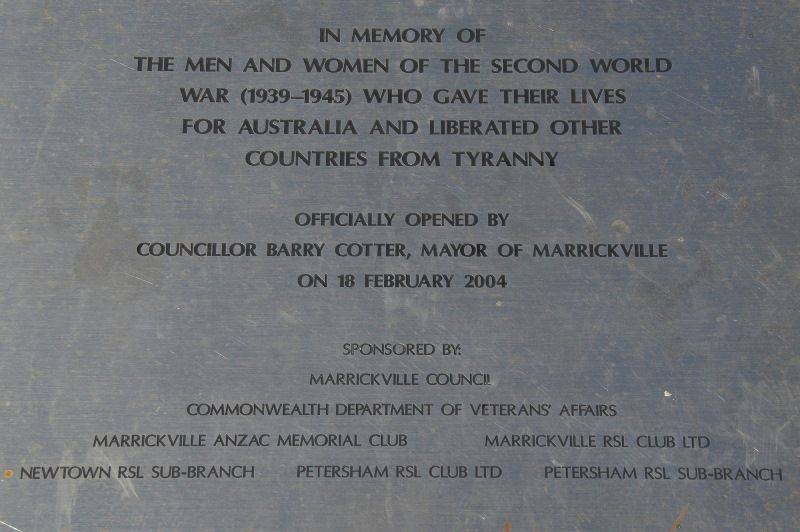 IN MEMORY OF
THE MEN AND WOMEN OF THE SECOND WORLD
WAR (1939–1945) WHO GAVE THEIR LIVES
FOR AUSTRALIA AND LIBERATED OTHER
COUNTRIES FROM TYRANNY
OFFICIALLY OPENED BY
COUNCILLOR BARRY COTTER, MAYOR OF MARRICKVILLE
ON 18 FEBRUARY 2004
SPONSORED BY:
MARRICKVILLE COUNCIL
COMMONWEALTH DEPARTMENT OF VETERANS' AFFAIRS
MARRICKVILLE ANZAC MEMORIAL CLUB MARRICKVILLE RSL CLUB LTD
NEWTOWN RSL SUB-BRANCH PETERSHAM RSL CLUB LTD PETERSHAM RSL SUB-BRANCH